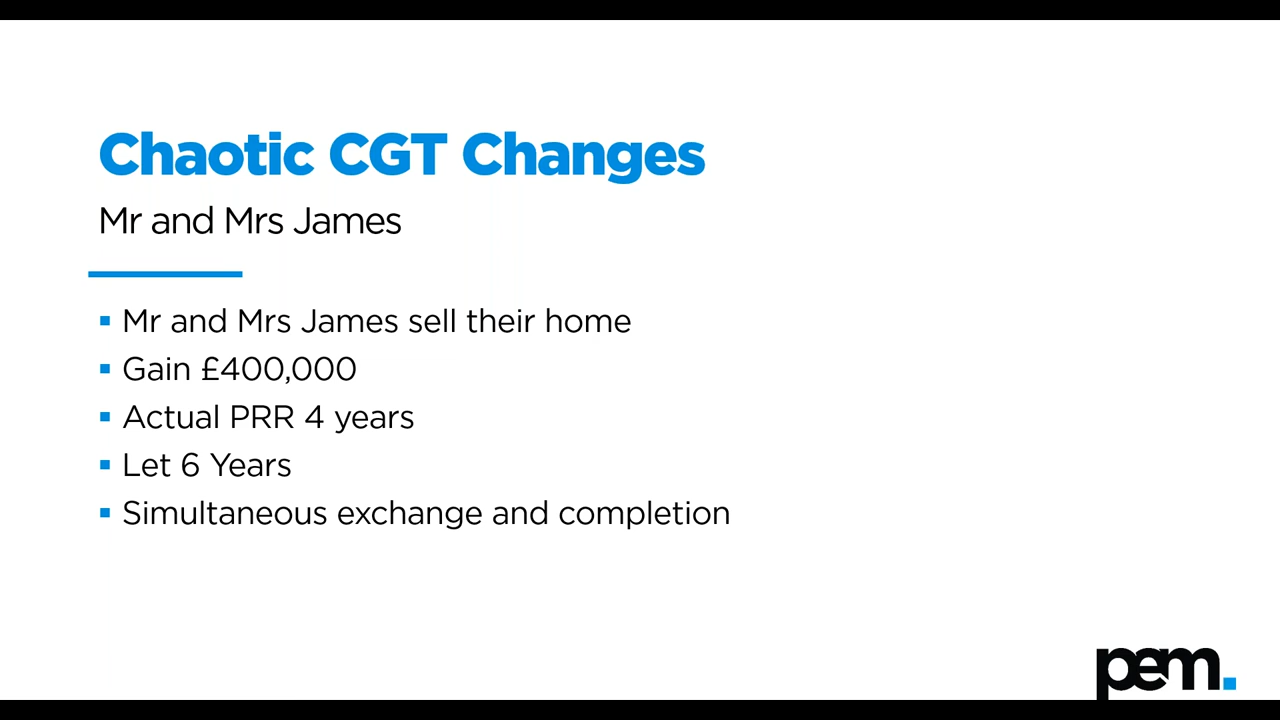 Chaotic CGT Changes
Mr and Mrs James
Mr and Mrs James sell their home
Gain £400,000
Actual PRR 4 years
Let 6 Years
Simultaneous exchange and completion
pem.